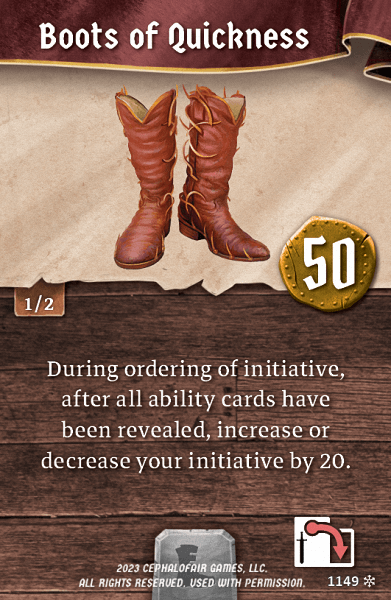 Boots of Quickness
50
1/2
During ordering of initiative,
after all ability cards have
been revealed, increase or
decrease your initiative by 20.
2023 CEPHALOFAIR GAMES, LLC.
ALL RIGHTS RESERVED. USED WITH PERMISSION.
1149